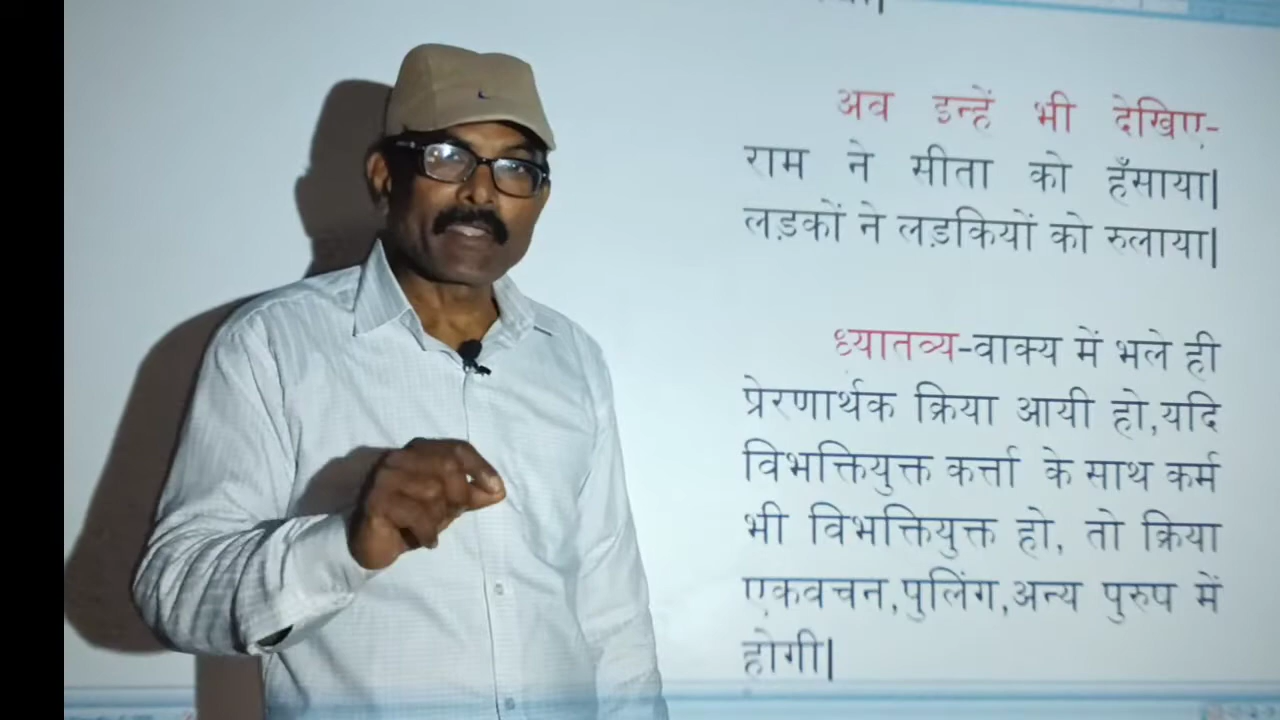 अब इन्हें भी देखिए-
राम ने सीता को हँसाया|
लड़कों ने लड़कियों को रुलाया|
ध्यातव्य-वाक्य में भले ही
प्रेरणार्थक क्रिया आयी हो,यदि
विभक्तियुक्त कर्त्ता के साथ कर्म
भी विभक्तियुक्त हो, तो क्रिया
एकवचन,पुलिंग,अन्य पुरुष में
होगी|